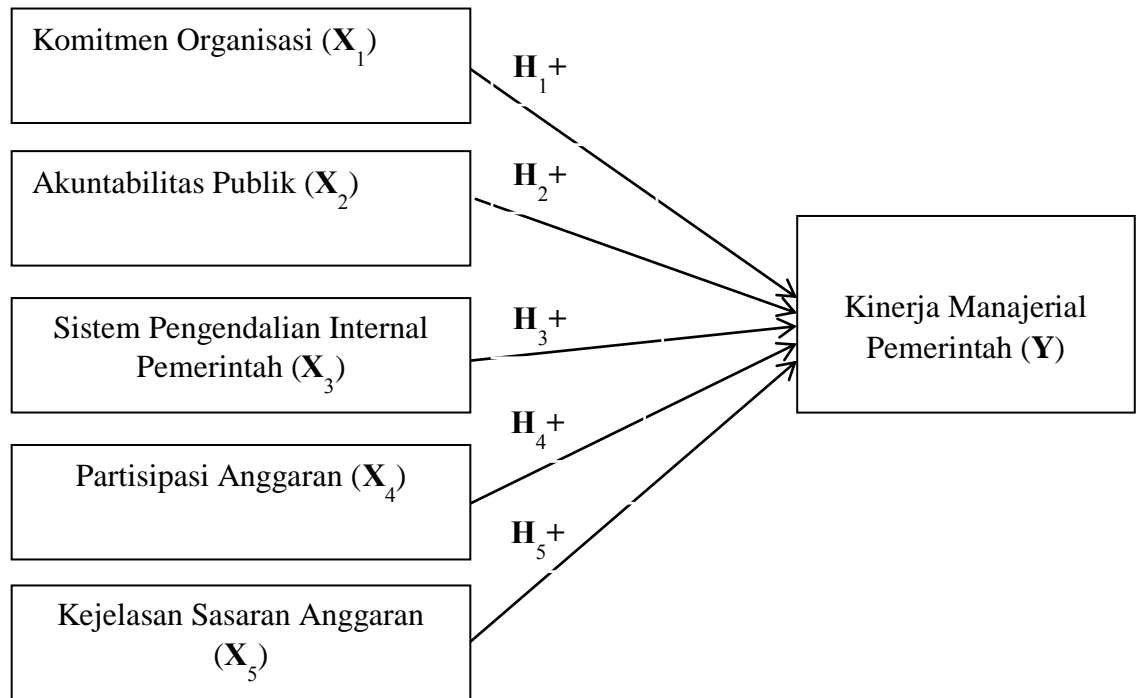 Komitmen Organisasi (X₁)
H₁+
Akuntabilitas Publik (X₂)
H₂+
Sistem Pengendalian Internal
Pemerintah (X₃)
H₃+
Partisipasi Anggaran (X₄)
H₄+
Kejelasan Sasaran Anggaran
(X₅)
H₅+
Kinerja Manajerial
Pemerintah (Y)